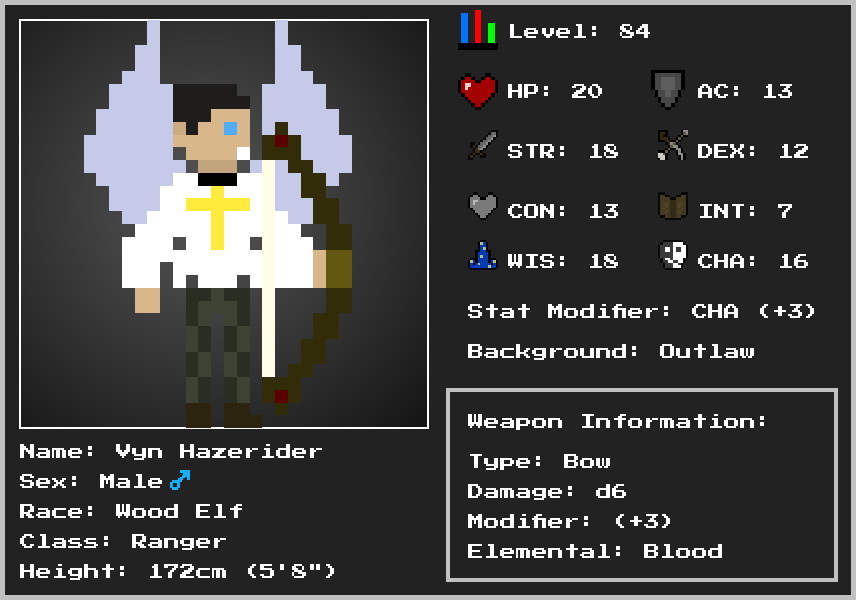 Level: 84
HP: 20
AC: 13
STR: 18
DEX: 12
CON: 13
INT: 7
WIS: 18
CHA: 16
Stat Modifier: CHA (+3)
Background: Outlaw
Weapon Information:
Type: Bow
Damage: d6
Modifier: (+3)
Elemental: Blood
Name: Vyn Hazerider
Sex: Male♂
Race: Wood Elf
Class: Ranger
Height: 172cm (5'8")